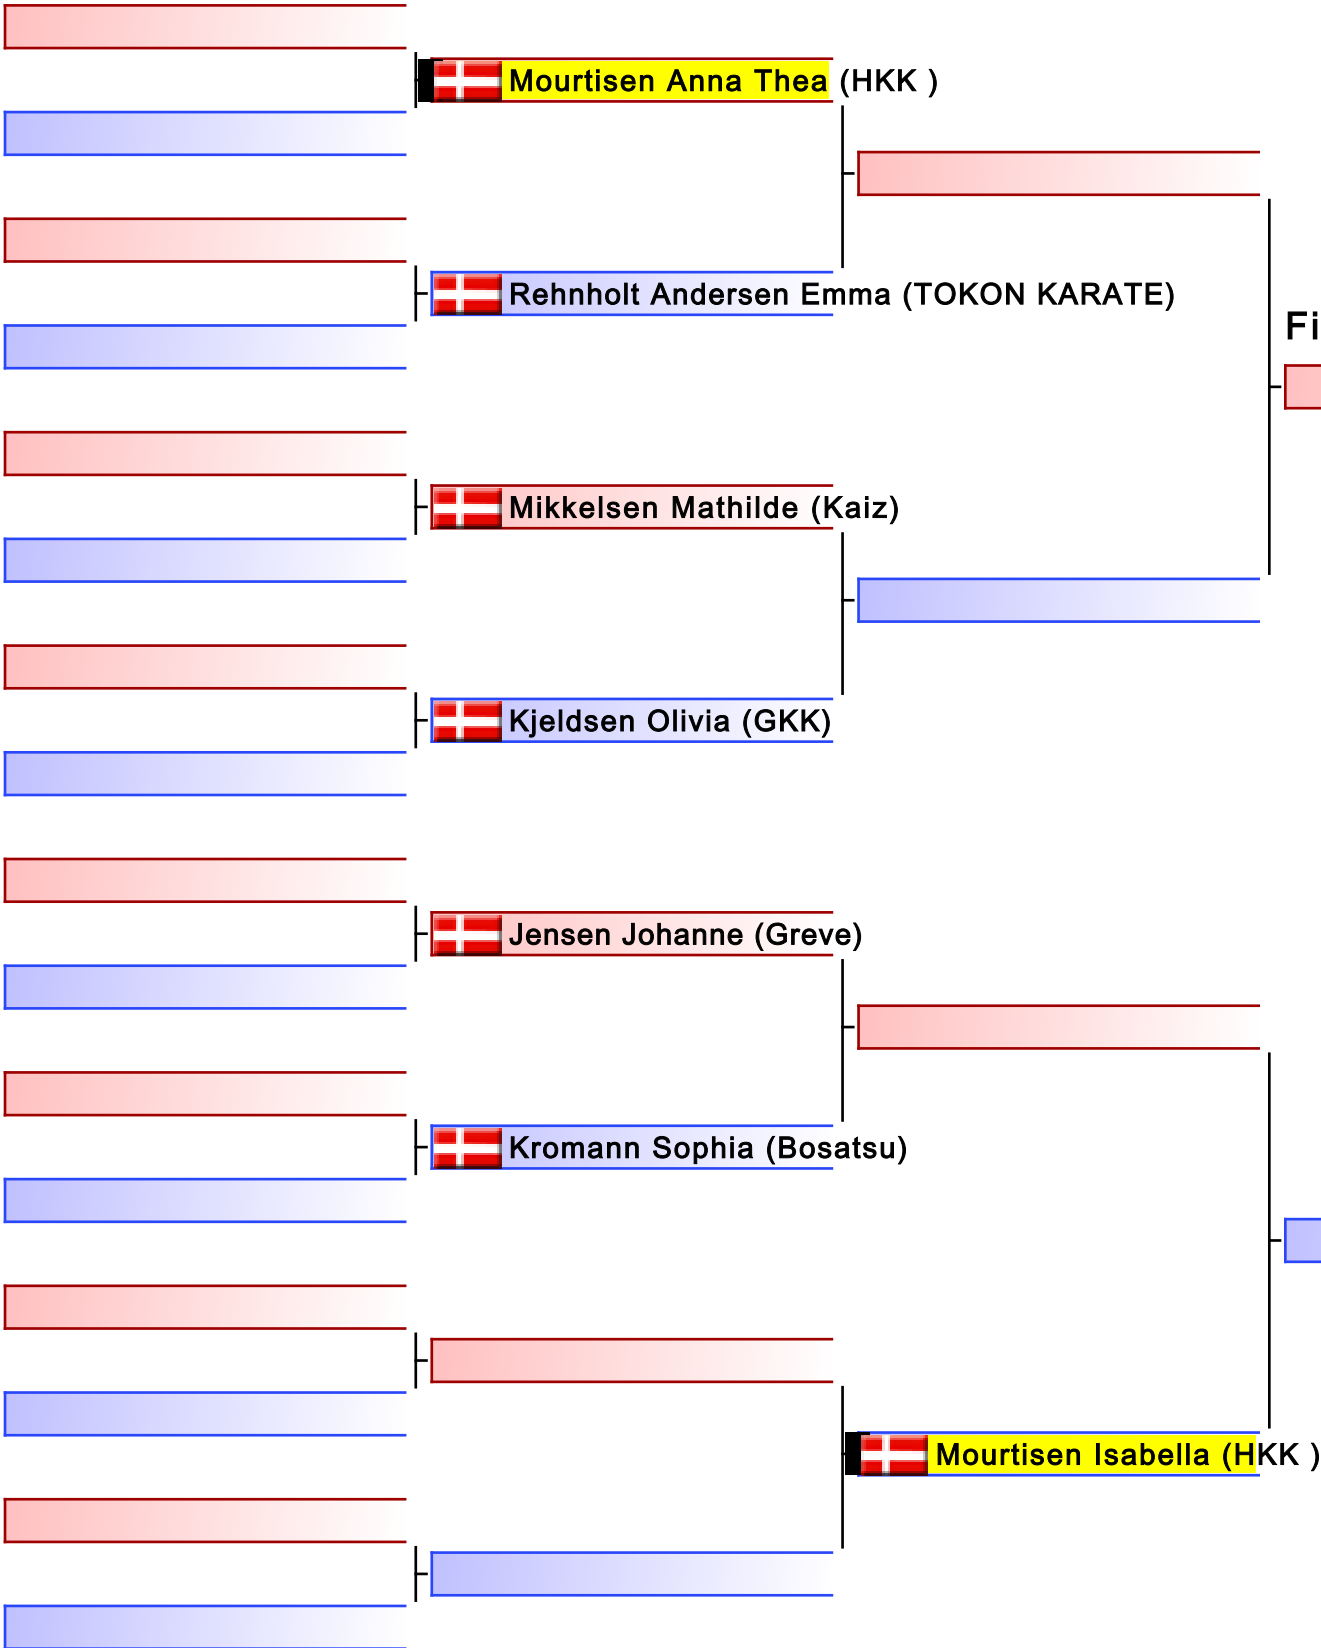 Mourtisen Anna Thea (HKK )
Rehnholt Andersen Emma (TOKON KARATE)
Fi
Mikkelsen Mathilde (Kaiz)
Kjeldsen Olivia (GKK)
Jensen Johanne (Greve)
Kromann Sophia (Bosatsu)
Mourtisen Isabella (HKK )